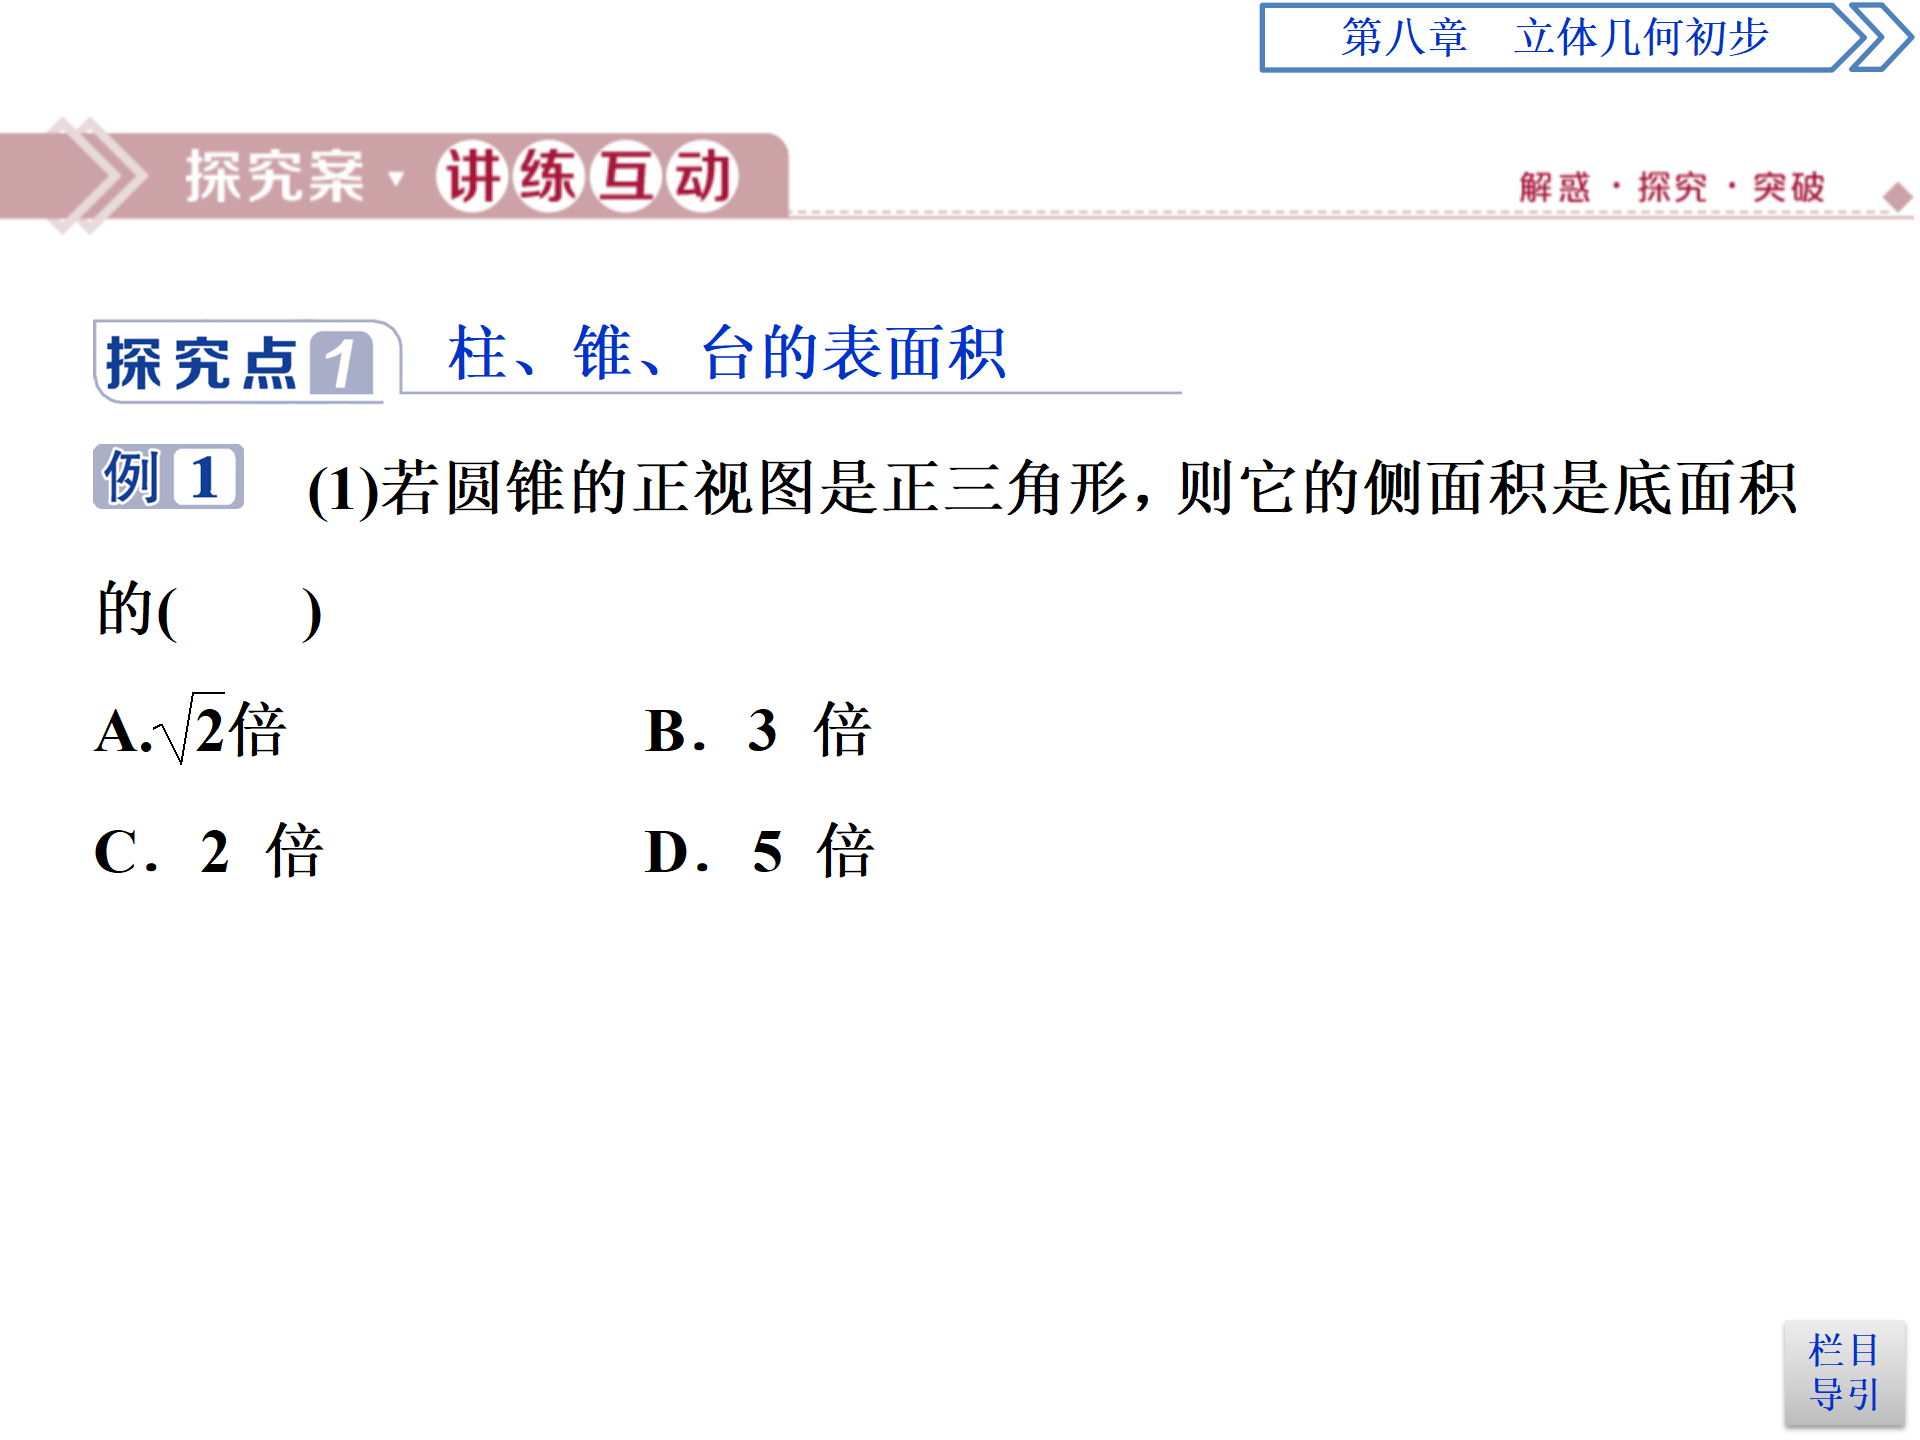 第八章　立体几何初步
探究案·讲练互动
解惑·探究·突破
探究点1　柱、锥、台的表面积
例1　(1)若圆锥的正视图是正三角形，则它的侧面积是底面积
的(　　)
A.√2倍　　B．3 倍
C．2 倍　　D．5 倍
栏目
导引